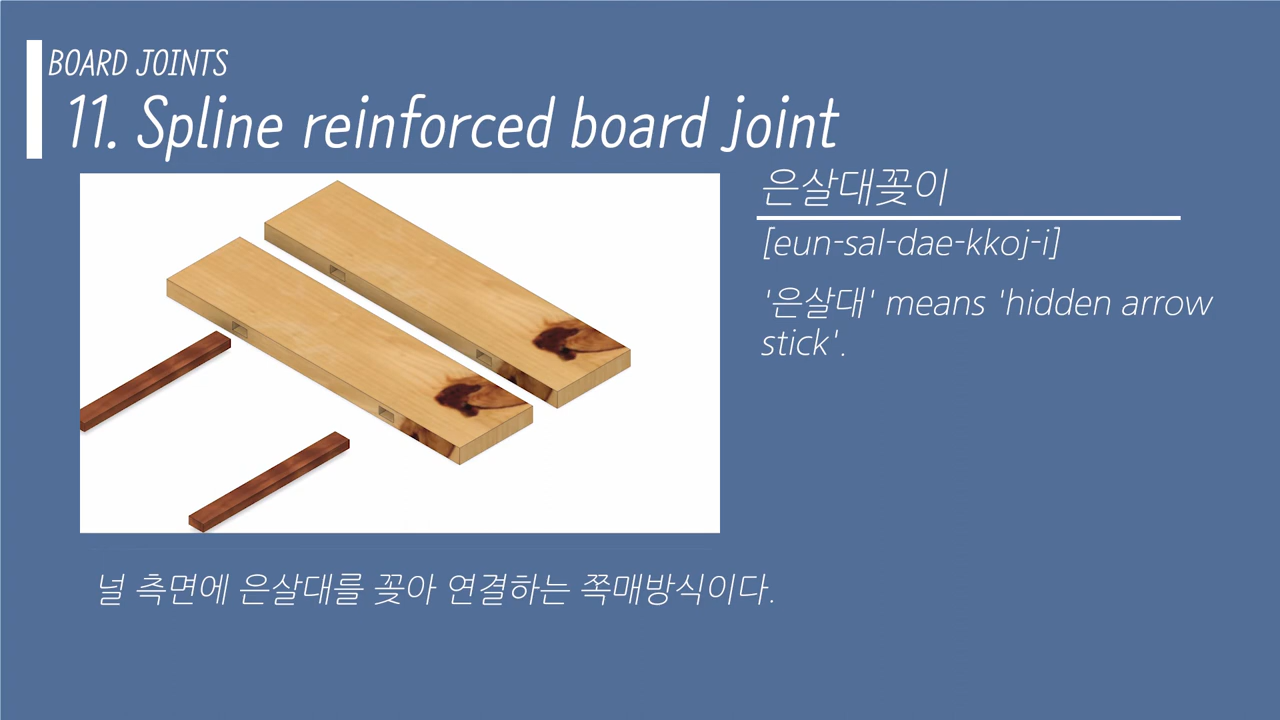 BOARD JOINTS
11. Spline reinforced board joint
은살대꽂이
[eun-sal-dae-kkoj-i]
'은살대' means 'hidden arrow
stick'.
널 측면에 은살대를 꽂아 연결하는 쪽매방식이다.